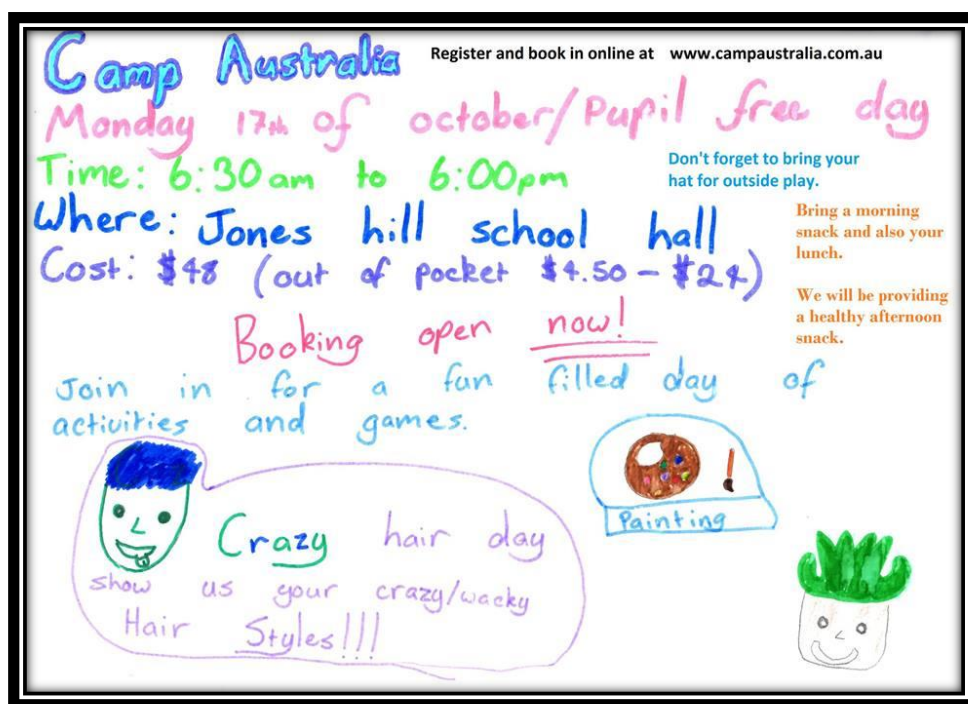 Camp Australia
Register and book in online at www.campaustralia.com.au
Monday 17th of october/Pupil free day
Time: 6:30am to 6:00pm
Don't forget to bring your
hat for outside play.
Where: Jones hill school hall
Bring a morning
snack and also your
lunch.
Cost: $48 (out of pocket $4.50 - $24)
We will be providing
a healthy afternoon
snack.
Booking open now!
Join in for a fun filled day of
activities and games.
Painting
Crazy hair day
show us your crazy/wacky
Hair Styles!!!